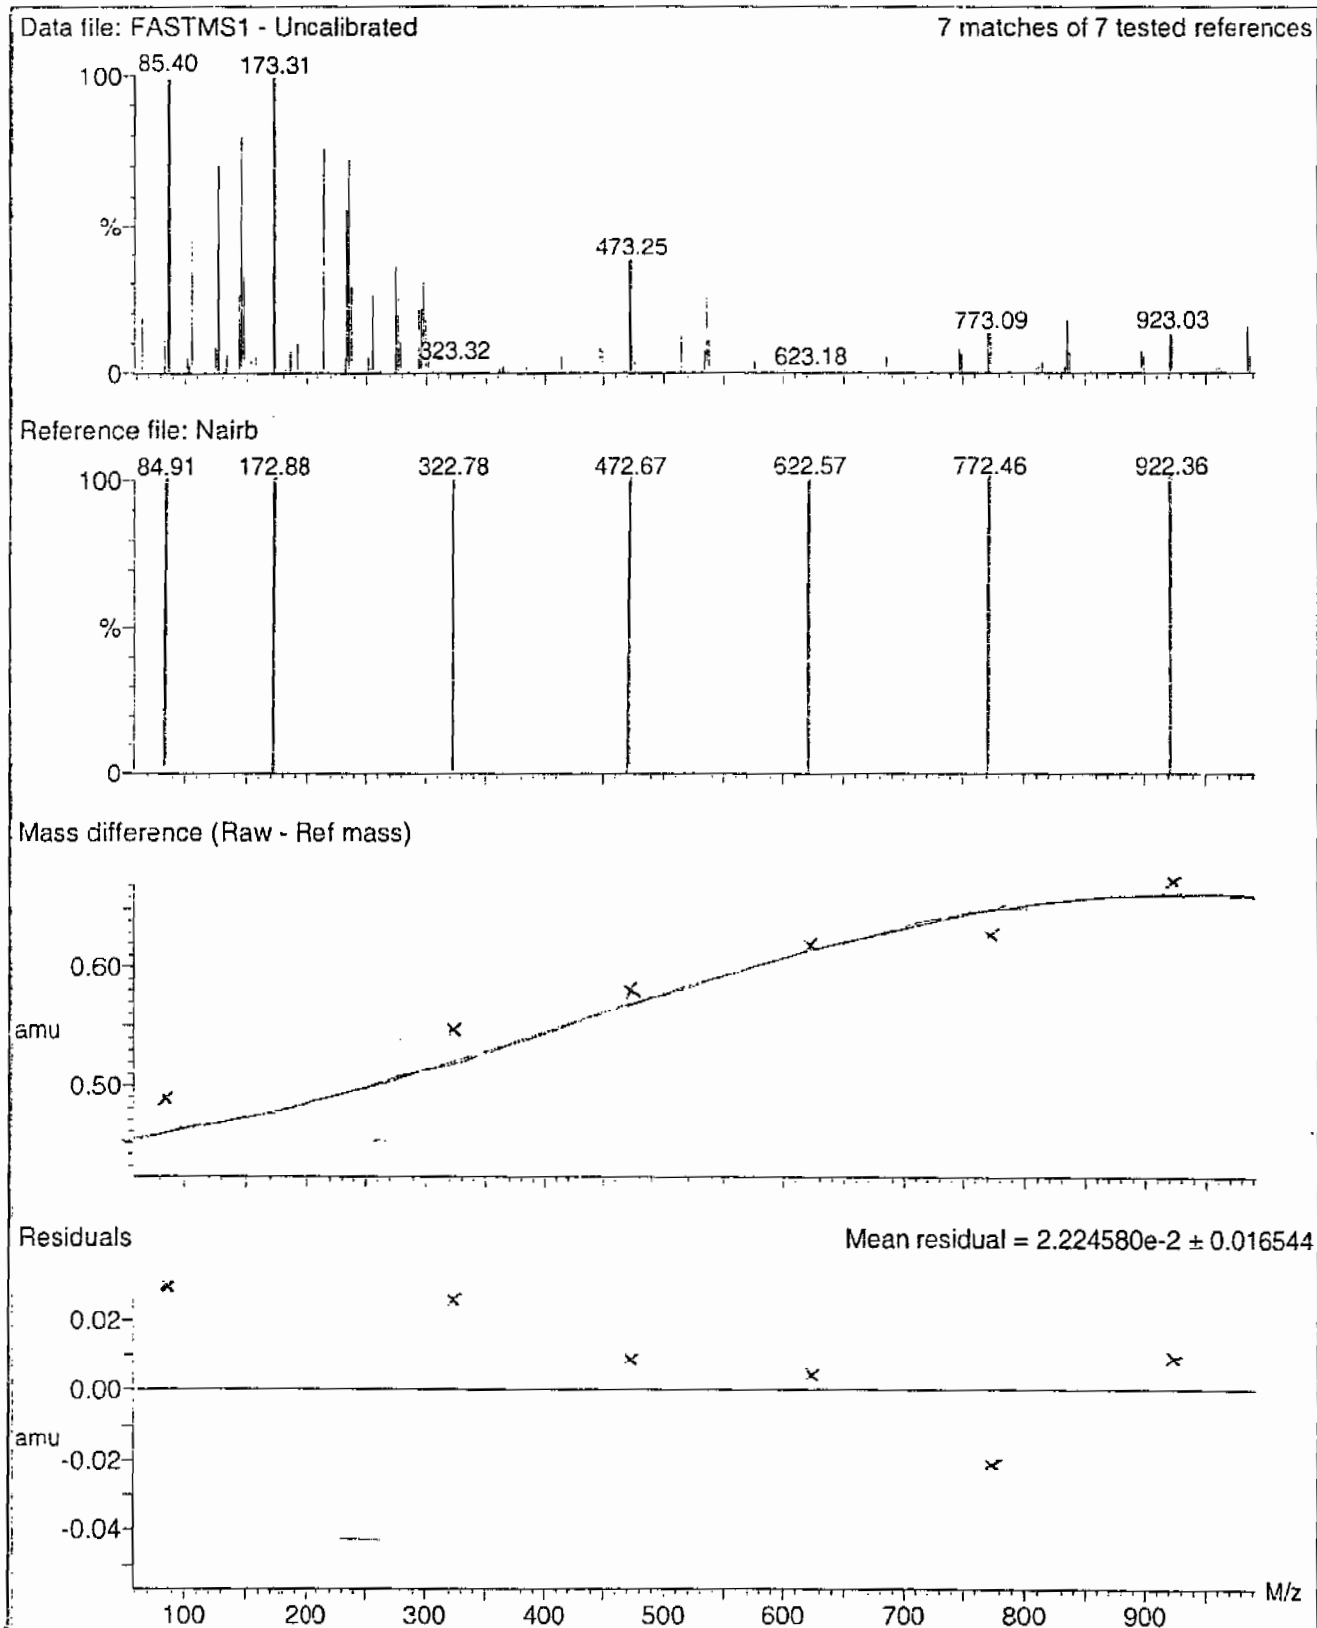 Data file: FASTMS1 - Uncalibrated 7 matches of 7 tested references
85.40 173.31
100
%
473.25
773.09 923.03
323.32 623.18
0
Reference file: Nairb
84.91 172.88 322.78 472.67 622.57 772.46 922.36
100
%
0
Mass difference (Raw - Ref mass)
0.60
amu
0.50
Residuals Mean residual = 2.224580e-2 ± 0.016544
0.02
0.00
amu
-0.02
-0.04
M/z
100 200 300 400 500 600 700 800 900